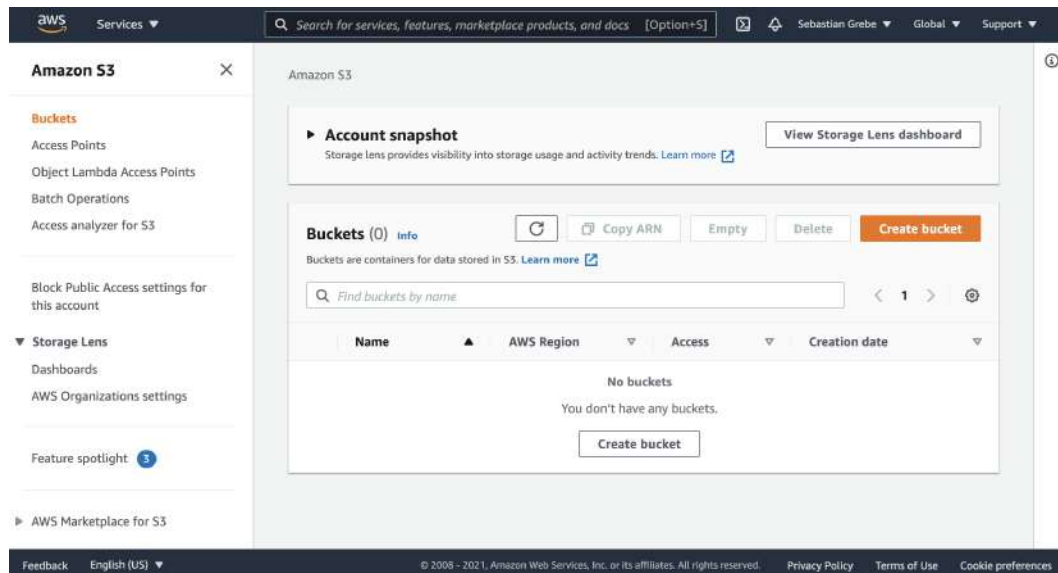 aws
Services ▼
Search for services, features, marketplace products, and docs [Option+S]
Sebastian Grebe ▼
Global ▼
Support ▼
Amazon S3
Buckets
Access Points
Object Lambda Access Points
Batch Operations
Access analyzer for S3
Block Public Access settings for
this account
▼ Storage Lens
Dashboards
AWS Organizations settings
Feature spotlight 3
▶ AWS Marketplace for S3
Amazon S3
▶ Account snapshot
View Storage Lens dashboard
Storage lens provides visibility into storage usage and activity trends. Learn more
Buckets (0) Info
Copy ARN
Empty
Delete
Create bucket
Buckets are containers for data stored in S3. Learn more
Find buckets by name
< 1 >
Name ▲ AWS Region ▽ Access ▽ Creation date ▽
No buckets
You don't have any buckets.
Create bucket
Feedback English (US) ▼ © 2008 - 2021, Amazon Web Services, Inc. or its affiliates. All rights reserved. Privacy Policy Terms of Use Cookie preferences